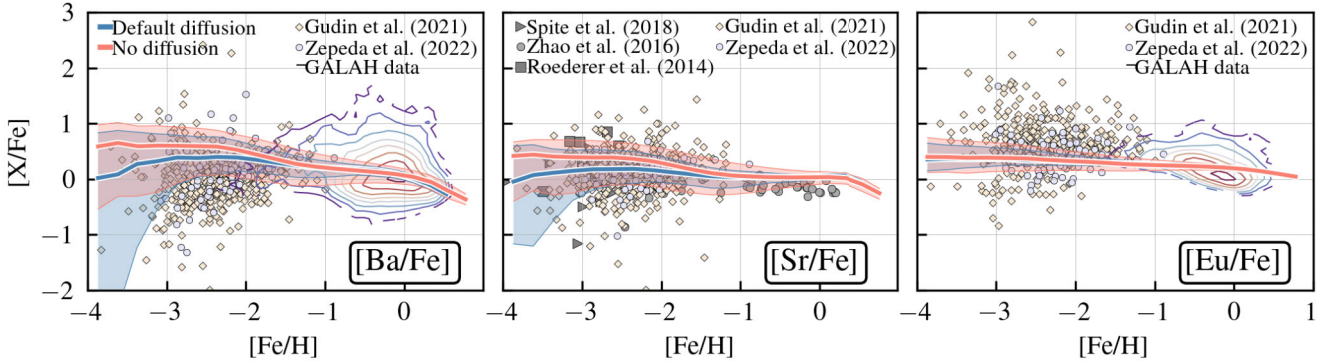 Default diffusion
No diffusion
Gudin et al. (2021)
Zepeda et al. (2022)
GALAH data
[Ba/Fe]
3
2
1
0
−1
−2
[X/Fe]
−4 −3 −2 −1 0
[Fe/H]
Spite et al. (2018)
Zhao et al. (2016)
Roederer et al. (2014)
Gudin et al. (2021)
Zepeda et al. (2022)
[Sr/Fe]
−4 −3 −2 −1 0
[Fe/H]
Gudin et al. (2021)
Zepeda et al. (2022)
GALAH data
[Eu/Fe]
−4 −3 −2 −1 0 1
[Fe/H]